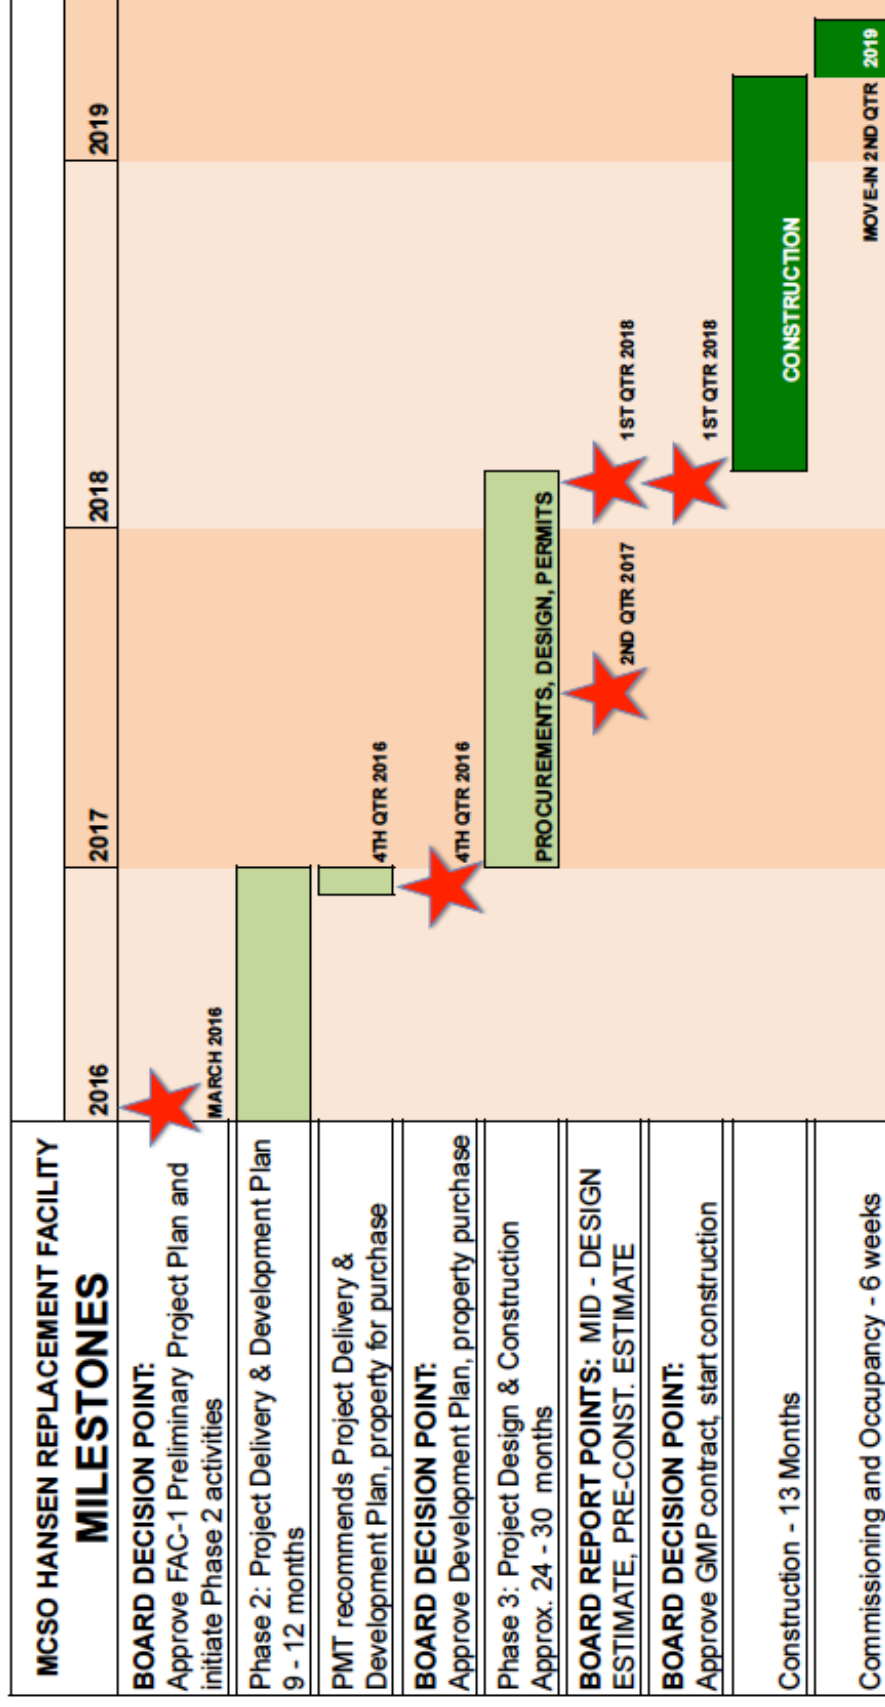 MCSO HANSEN REPLACEMENT FACILITY
MILESTONES
2016
2017
2018
2019
BOARD DECISION POINT:
Approve FAC-1 Preliminary Project Plan and
initiate Phase 2 activities
MARCH 2016
Phase 2: Project Delivery & Development Plan
9 - 12 months
PMT recommends Project Delivery &
Development Plan, property for purchase
4TH QTR 2016
BOARD DECISION POINT:
Approve Development Plan, property purchase
4TH QTR 2016
Phase 3: Project Design & Construction
Approx. 24 - 30 months
PROCUREMENTS, DESIGN, PERMITS
BOARD REPORT POINTS: MID - DESIGN
ESTIMATE, PRE-CONST. ESTIMATE
2ND QTR 2017
1ST QTR 2018
BOARD DECISION POINT:
Approve GMP contract, start construction
1ST QTR 2018
Construction - 13 Months
CONSTRUCTION
Commissioning and Occupancy - 6 weeks
MOVE-IN 2ND QTR 2019